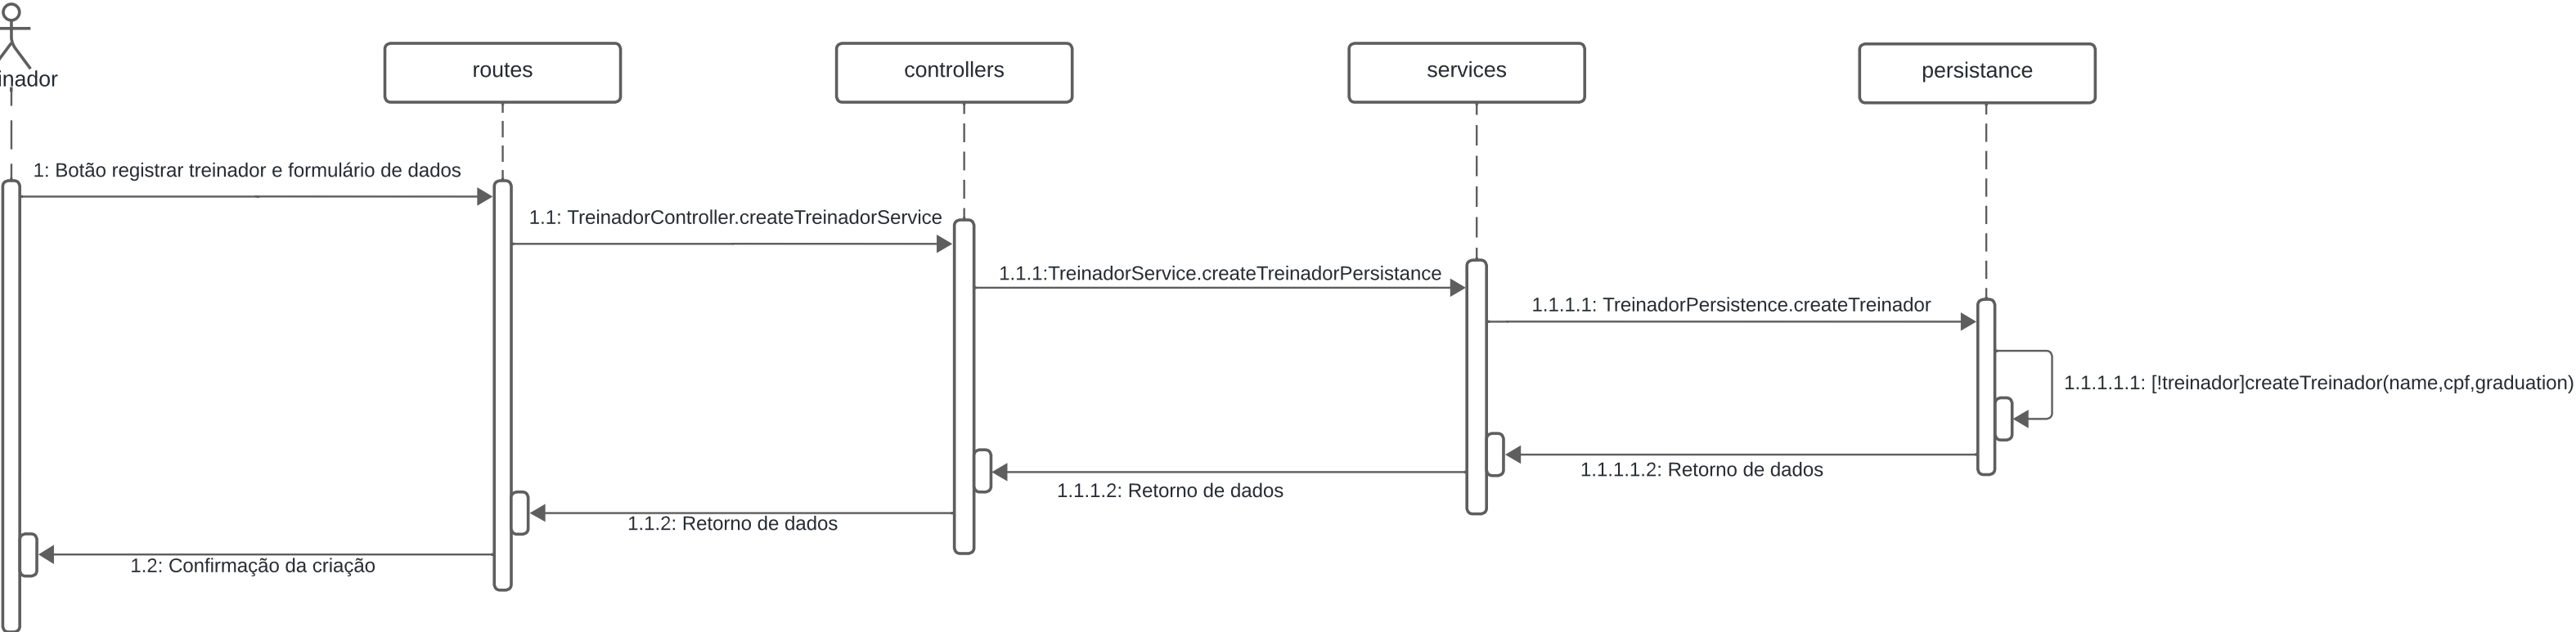 inador
routes
controllers
services
persistance
1: Botão registrar treinador e formulário de dados
1.1: TreinadorController.createTreinadorService
1.1.1:TreinadorService.createTreinadorPersistance
1.1.1.1: TreinadorPersistence.createTreinador
1.1.1.1.1: [!treinador]createTreinador(name,cpf,graduation)
1.1.1.1.2: Retorno de dados
1.1.1.2: Retorno de dados
1.1.2: Retorno de dados
1.2: Confirmação da criação